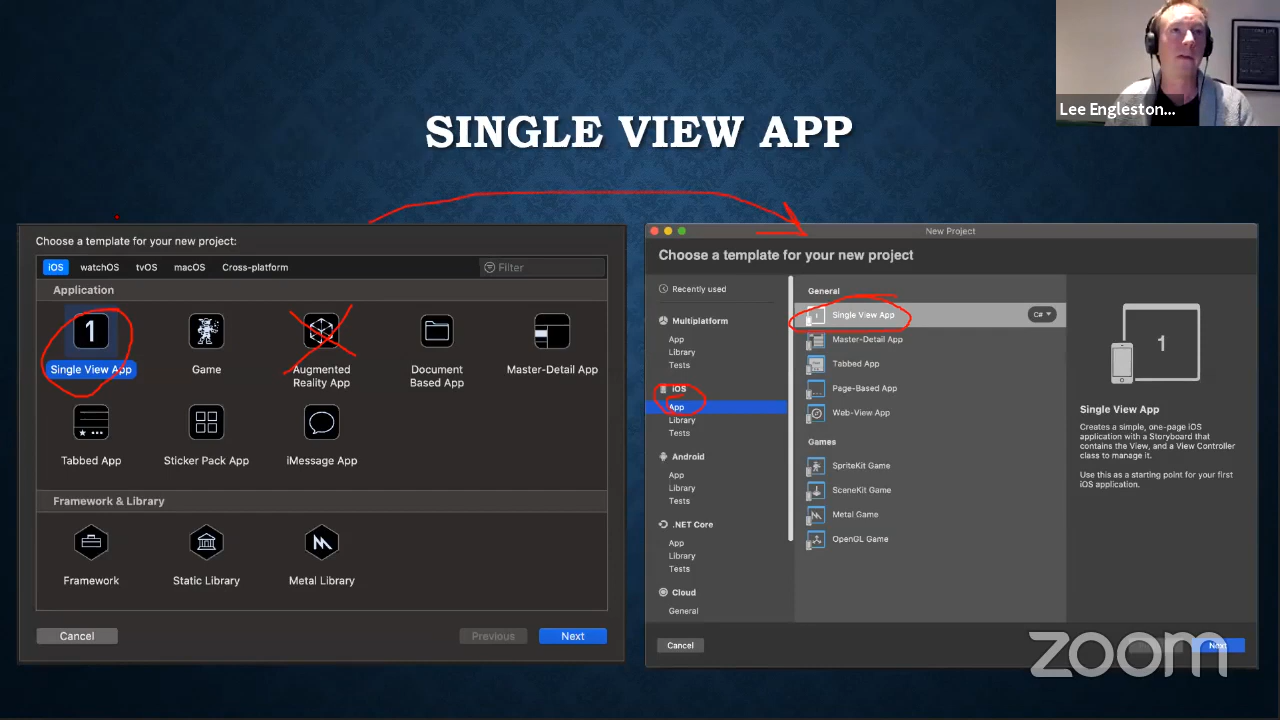 Lee Engleston...
SINGLE VIEW APP
Choose a template for your new project:
iOS watchOS tvOS macOS Cross-platform Filter
Application
1
Single View App
Game
Augmented
Reality App
Document
Based App
Master-Detail App
Tabbed App
Sticker Pack App
iMessage App
Framework & Library
Framework
Static Library
Metal Library
Cancel
Previous
Next
New Project
Choose a template for your new project
Recently used
Multiplatform
App
Library
Tests
iOS
App
Library
Tests
Android
App
Library
Tests
.NET Core
App
Library
Tests
Cloud
General
General
Single View App C#
Master-Detail App
Tabbed App
Page-Based App
Web-View App
Games
SpriteKit Game
SceneKit Game
Metal Game
OpenGL Game
1
Single View App
Creates a simple, one-page iOS
application with a Storyboard that
contains the View, and a View Controller
class to manage it.
Use this as a starting point for your first
iOS application.
Cancel
Next
zoom